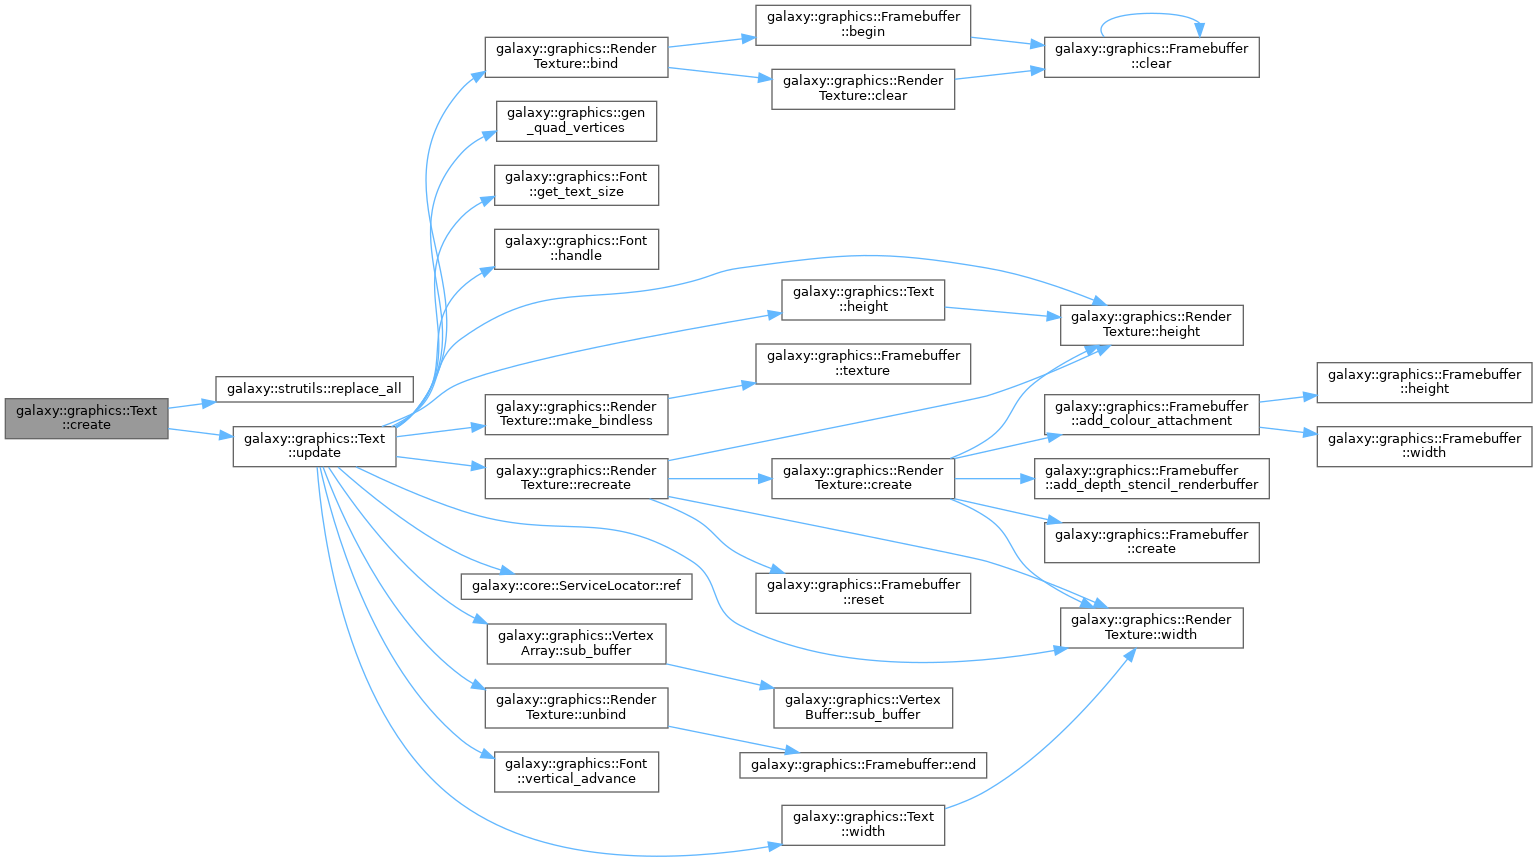 galaxy::graphics::Text
::create
galaxy::strutils::replace_all
galaxy::graphics::Text
::update
galaxy::graphics::Render
Texture::bind
galaxy::graphics::gen
_quad_vertices
galaxy::graphics::Font
::get_text_size
galaxy::graphics::Font
::handle
galaxy::graphics::Render
Texture::make_bindless
galaxy::graphics::Render
Texture::recreate
galaxy::core::ServiceLocator::ref
galaxy::graphics::Vertex
Array::sub_buffer
galaxy::graphics::Render
Texture::unbind
galaxy::graphics::Font
::vertical_advance
galaxy::graphics::Framebuffer
::begin
galaxy::graphics::Render
Texture::clear
galaxy::graphics::Text
::height
galaxy::graphics::Framebuffer
::texture
galaxy::graphics::Render
Texture::create
galaxy::graphics::Framebuffer
::reset
galaxy::graphics::Vertex
Buffer::sub_buffer
galaxy::graphics::Framebuffer::end
galaxy::graphics::Text
::width
galaxy::graphics::Framebuffer
::clear
galaxy::graphics::Render
Texture::height
galaxy::graphics::Framebuffer
::add_colour_attachment
galaxy::graphics::Framebuffer
::add_depth_stencil_renderbuffer
galaxy::graphics::Framebuffer
::create
galaxy::graphics::Render
Texture::width
galaxy::graphics::Framebuffer
::height
galaxy::graphics::Framebuffer
::width